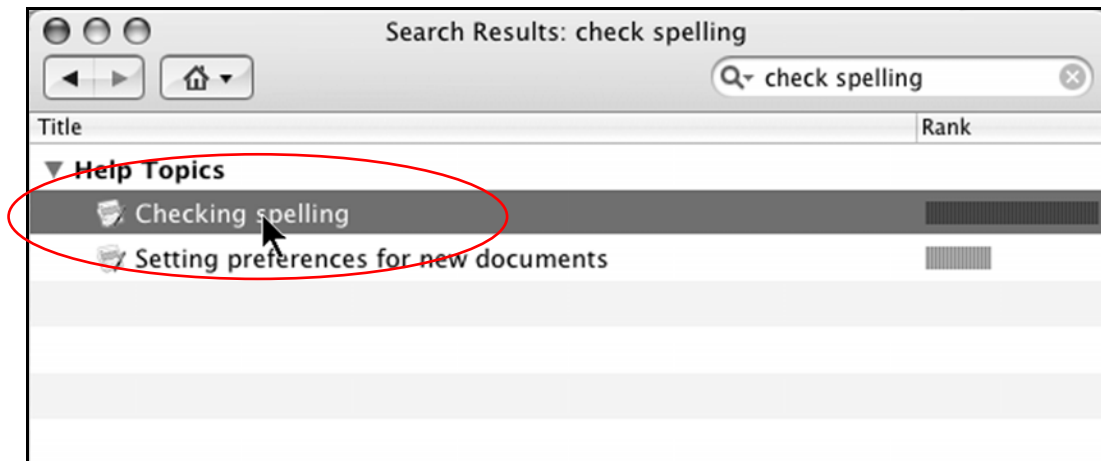 Search Results: check spelling
check spelling
Title Rank
Help Topics
Checking spelling
Setting preferences for new documents